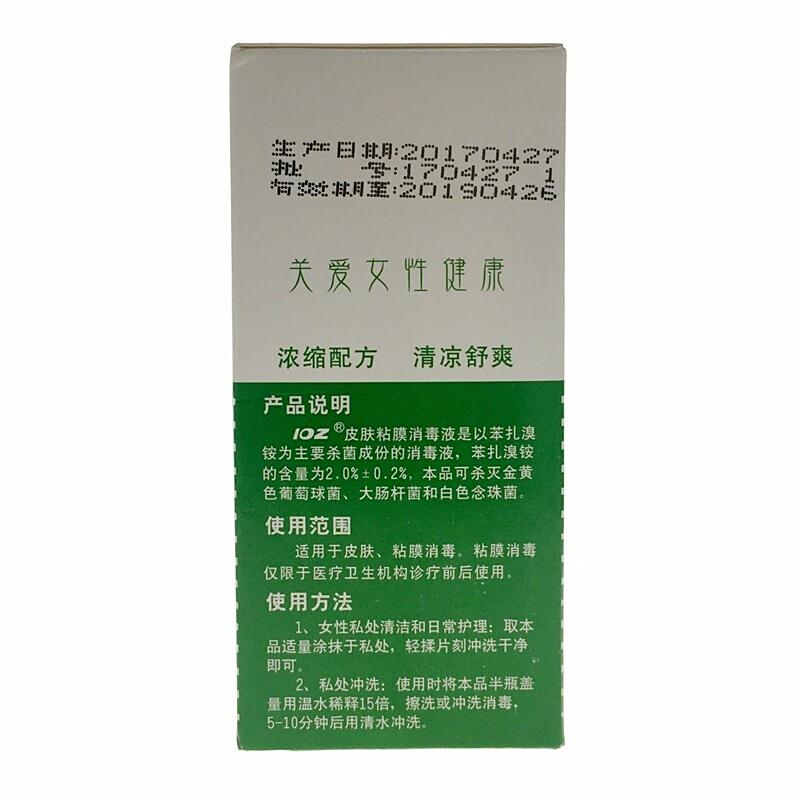 生产日期:20170427
批 号:170427 1
有效期至:20190426
关爱女性健康
浓缩配方 清凉舒爽
产品说明
IOZ®皮肤粘膜消毒液是以苯扎溴
铵为主要杀菌成份的消毒液，苯扎溴铵
的含量为2.0%±0.2%，本品可杀灭金黄
色葡萄球菌、大肠杆菌和白色念珠菌。
使用范围
适用于皮肤、粘膜消毒。粘膜消毒
仅限于医疗卫生机构诊疗前后使用。
使用方法
1、女性私处清洁和日常护理：取本
品适量涂抹于私处，轻揉片刻冲洗干净
即可。
2、私处冲洗：使用时将本品半瓶盖
量用温水稀释15倍，擦洗或冲洗消毒，
5-10分钟后用清水冲洗。